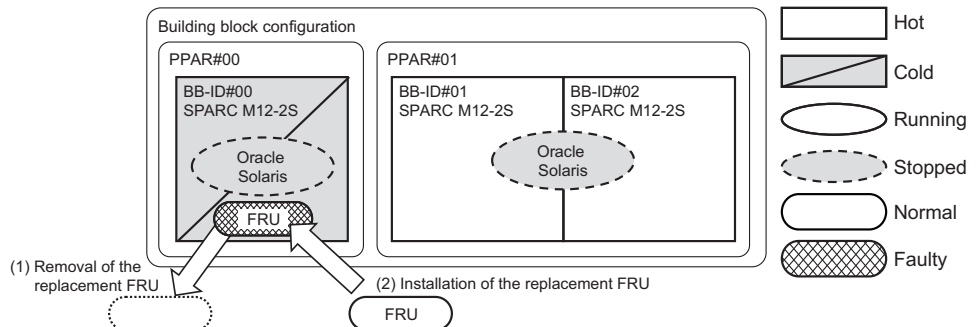 Building block configuration
PPAR#00
BB-ID#00
SPARC M12-2S
Oracle
Solaris
FRU
PPAR#01
BB-ID#01
SPARC M12-2S
BB-ID#02
SPARC M12-2S
Oracle
Solaris
(1) Removal of the
replacement FRU
(2) Installation of the replacement FRU
FRU
Hot
Cold
Running
Stopped
Normal
Faulty